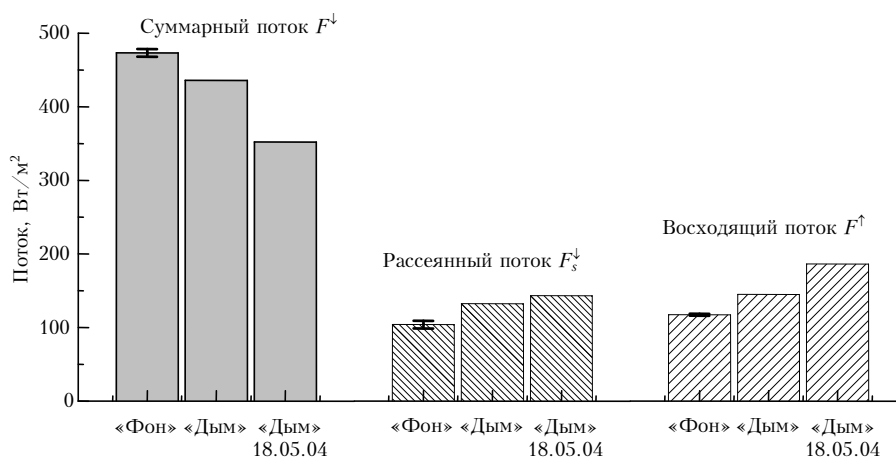 Суммарный поток F↓
500
400
300
200
100
0
Поток, Вт/м²
Рассеянный поток Fₛ↓
Восходящий поток F↑
«Фон» «Дым» «Дым» «Фон» «Дым» «Дым» «Фон» «Дым» «Дым»
18.05.04 18.05.04 18.05.04